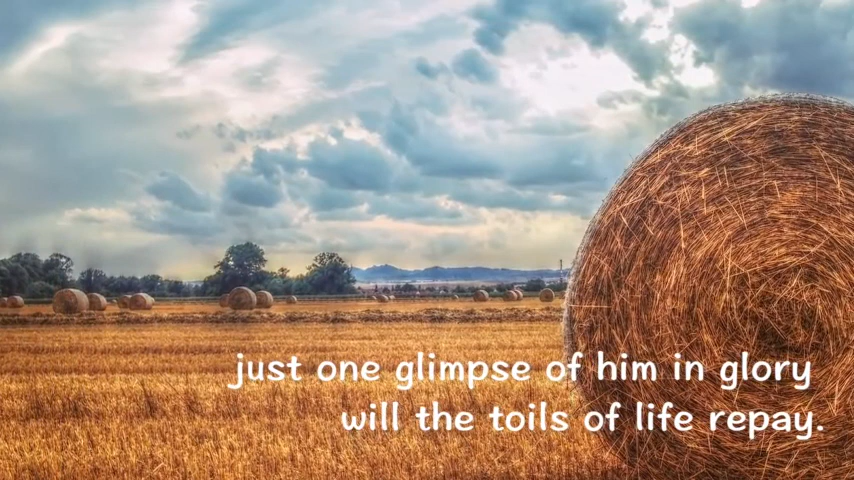 just one glimpse of him in glory
will the toils of life repay.